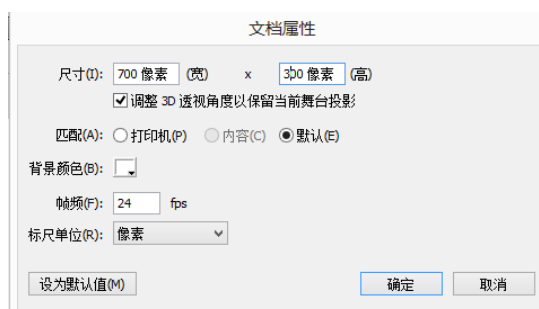 文档属性
尺寸(I): 700 像素 (宽) x 300 像素 (高)
调整 3D 透视角度以保留当前舞台投影
匹配(A): 打印机(P) 内容(C) 默认(E)
背景颜色(B):
帧频(F): 24 fps
标尺单位(R): 像素
设为默认值(M) 确定 取消